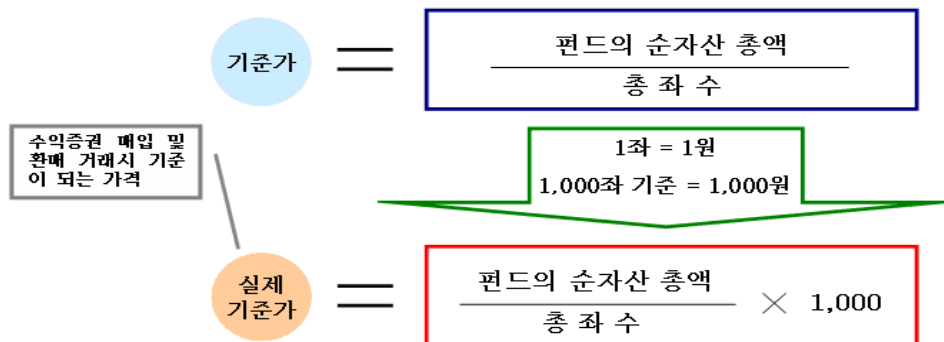 기준가
펀드의 순자산 총액
총 좌 수
수익증권 매입 및
환매 거래시 기준
이 되는 가격
1좌 = 1원
1,000좌 기준 = 1,000원
실제
기준가
펀드의 순자산 총액
총 좌 수
× 1,000